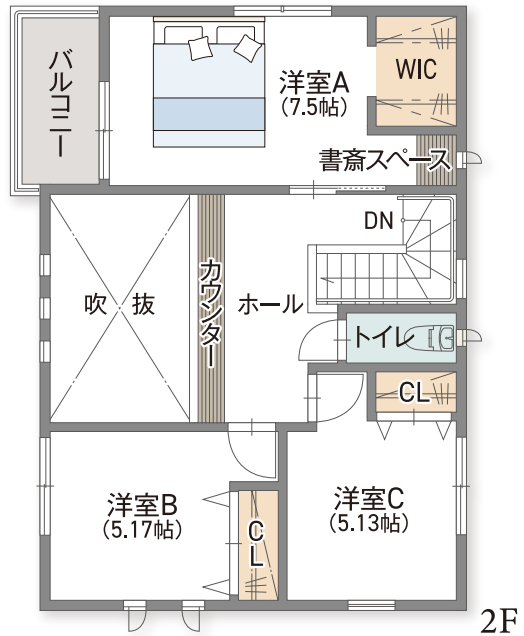 バルコニー
洋室A
(7.5帖)
WIC
書斎スペース
DN
吹抜
カウンター
ホール
トイレ
CL
洋室B
(5.17帖)
CL
洋室C
(5.13帖)
2F